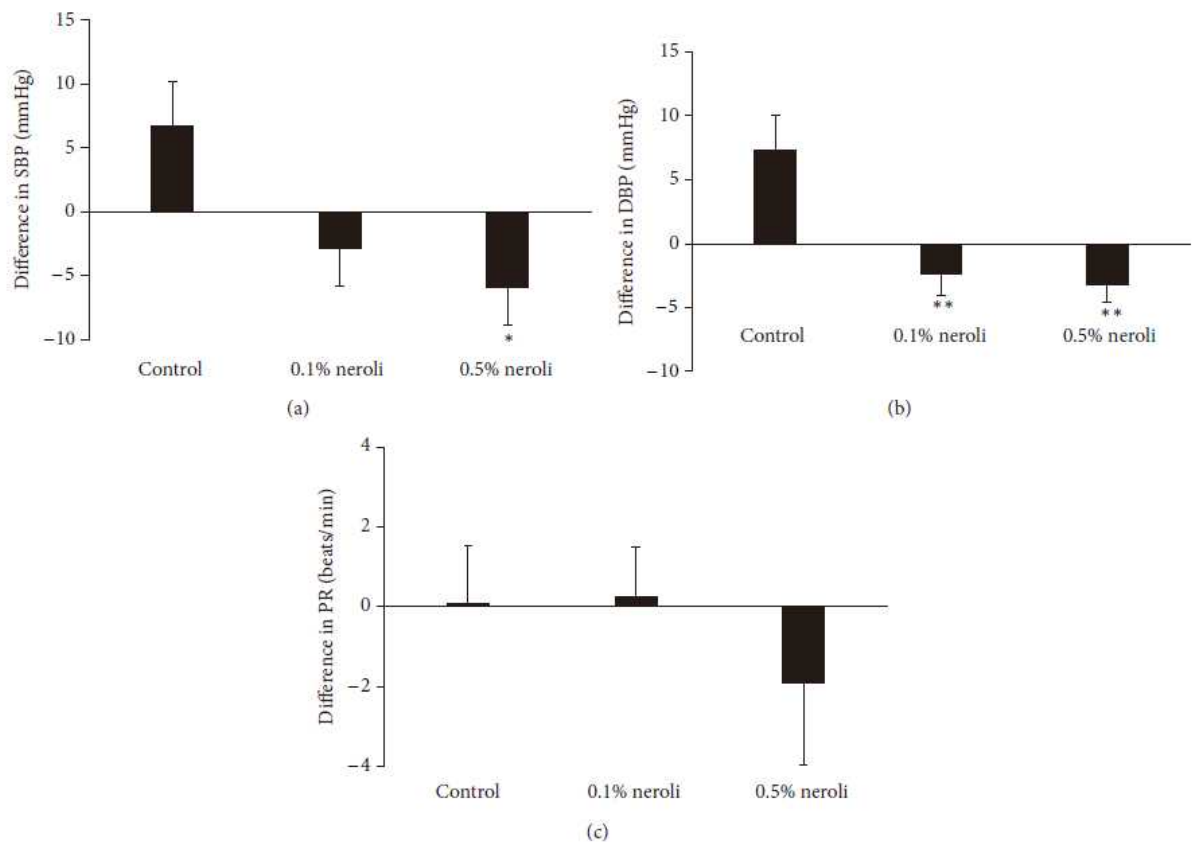 15
10
5
0
−5
−10
Difference in SBP (mmHg)
*
Control 0.1% neroli 0.5% neroli
(a)
15
10
5
0
−5
−10
Difference in DBP (mmHg)
** **
Control 0.1% neroli 0.5% neroli
(b)
4
2
0
−2
−4
Difference in PR (beats/min)
Control 0.1% neroli 0.5% neroli
(c)